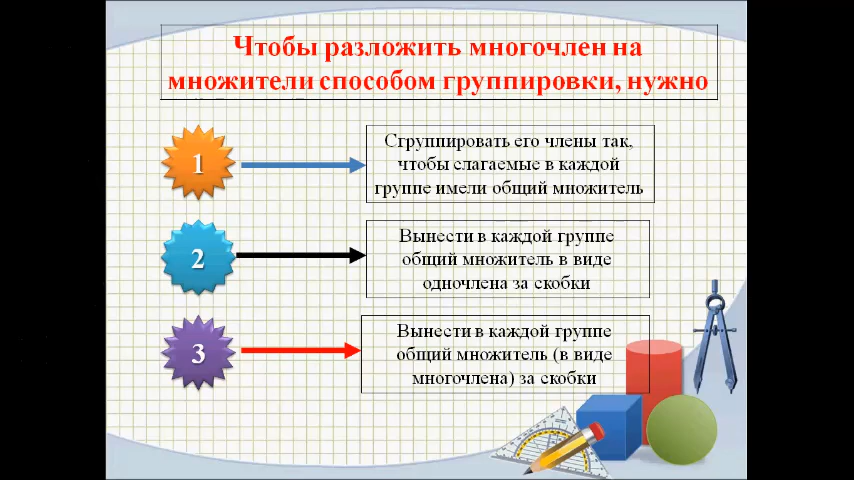 Чтобы разложить многочлен на
множители способом группировки, нужно
1
Сгруппировать его члены так,
чтобы слагаемые в каждой
группе имели общий множитель
2
Вынести в каждой группе
общий множитель в виде
одночлена за скобки
3
Вынести в каждой группе
общий множитель (в виде
многочлена) за скобки